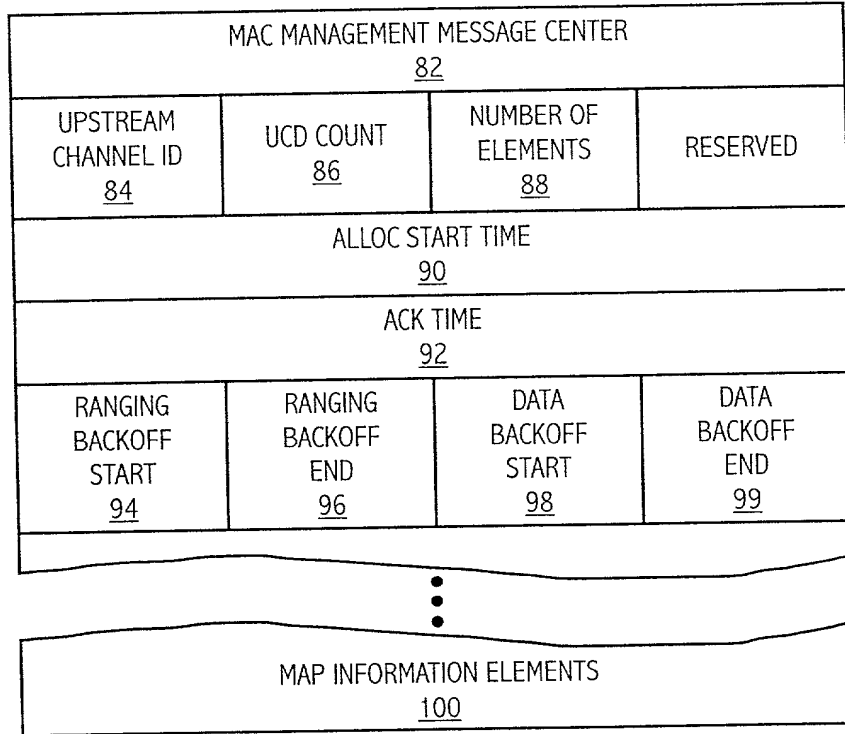 MAC MANAGEMENT MESSAGE CENTER
82
UPSTREAM
CHANNEL ID
84
UCD COUNT
86
NUMBER OF
ELEMENTS
88
RESERVED
ALLOC START TIME
90
ACK TIME
92
RANGING
BACKOFF
START
94
RANGING
BACKOFF
END
96
DATA
BACKOFF
START
98
DATA
BACKOFF
END
99
MAP INFORMATION ELEMENTS
100